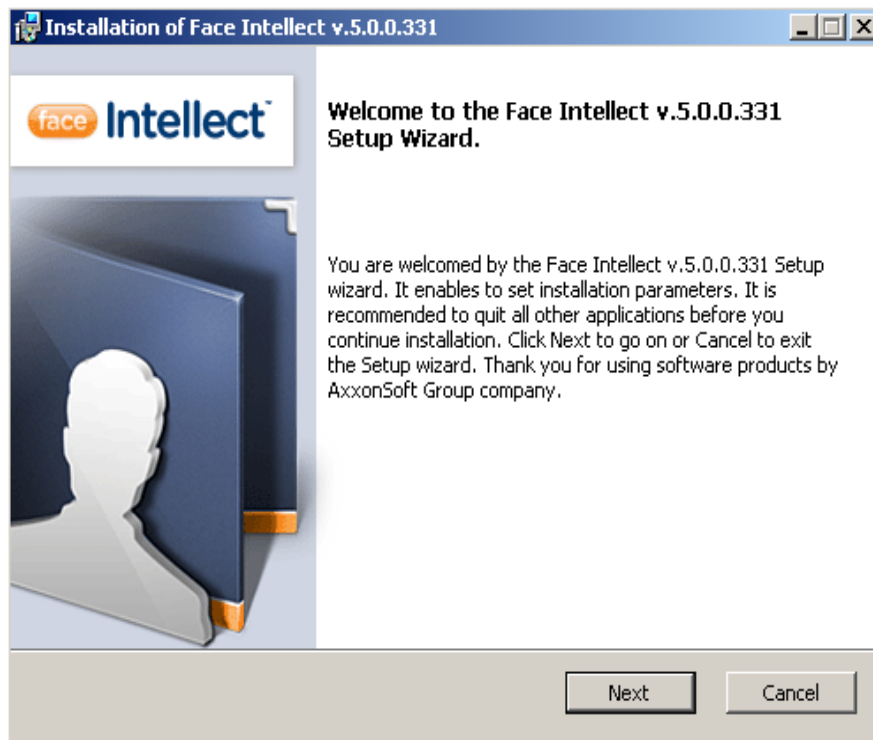 Installation of Face Intellect v.5.0.0.331
face Intellect™
Welcome to the Face Intellect v.5.0.0.331
Setup Wizard.
You are welcomed by the Face Intellect v.5.0.0.331 Setup
wizard. It enables to set installation parameters. It is
recommended to quit all other applications before you
continue installation. Click Next to go on or Cancel to exit
the Setup wizard. Thank you for using software products by
AxxonSoft Group company.
Next
Cancel